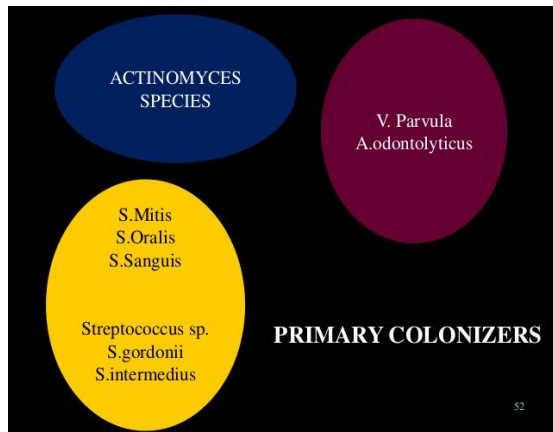 ACTINOMYCES
SPECIES
V. Parvula
A.odontolyticus
S.Mitis
S.Oralis
S.Sanguis
Streptococcus sp.
S.gordonii
S.intermedius
PRIMARY COLONIZERS
52